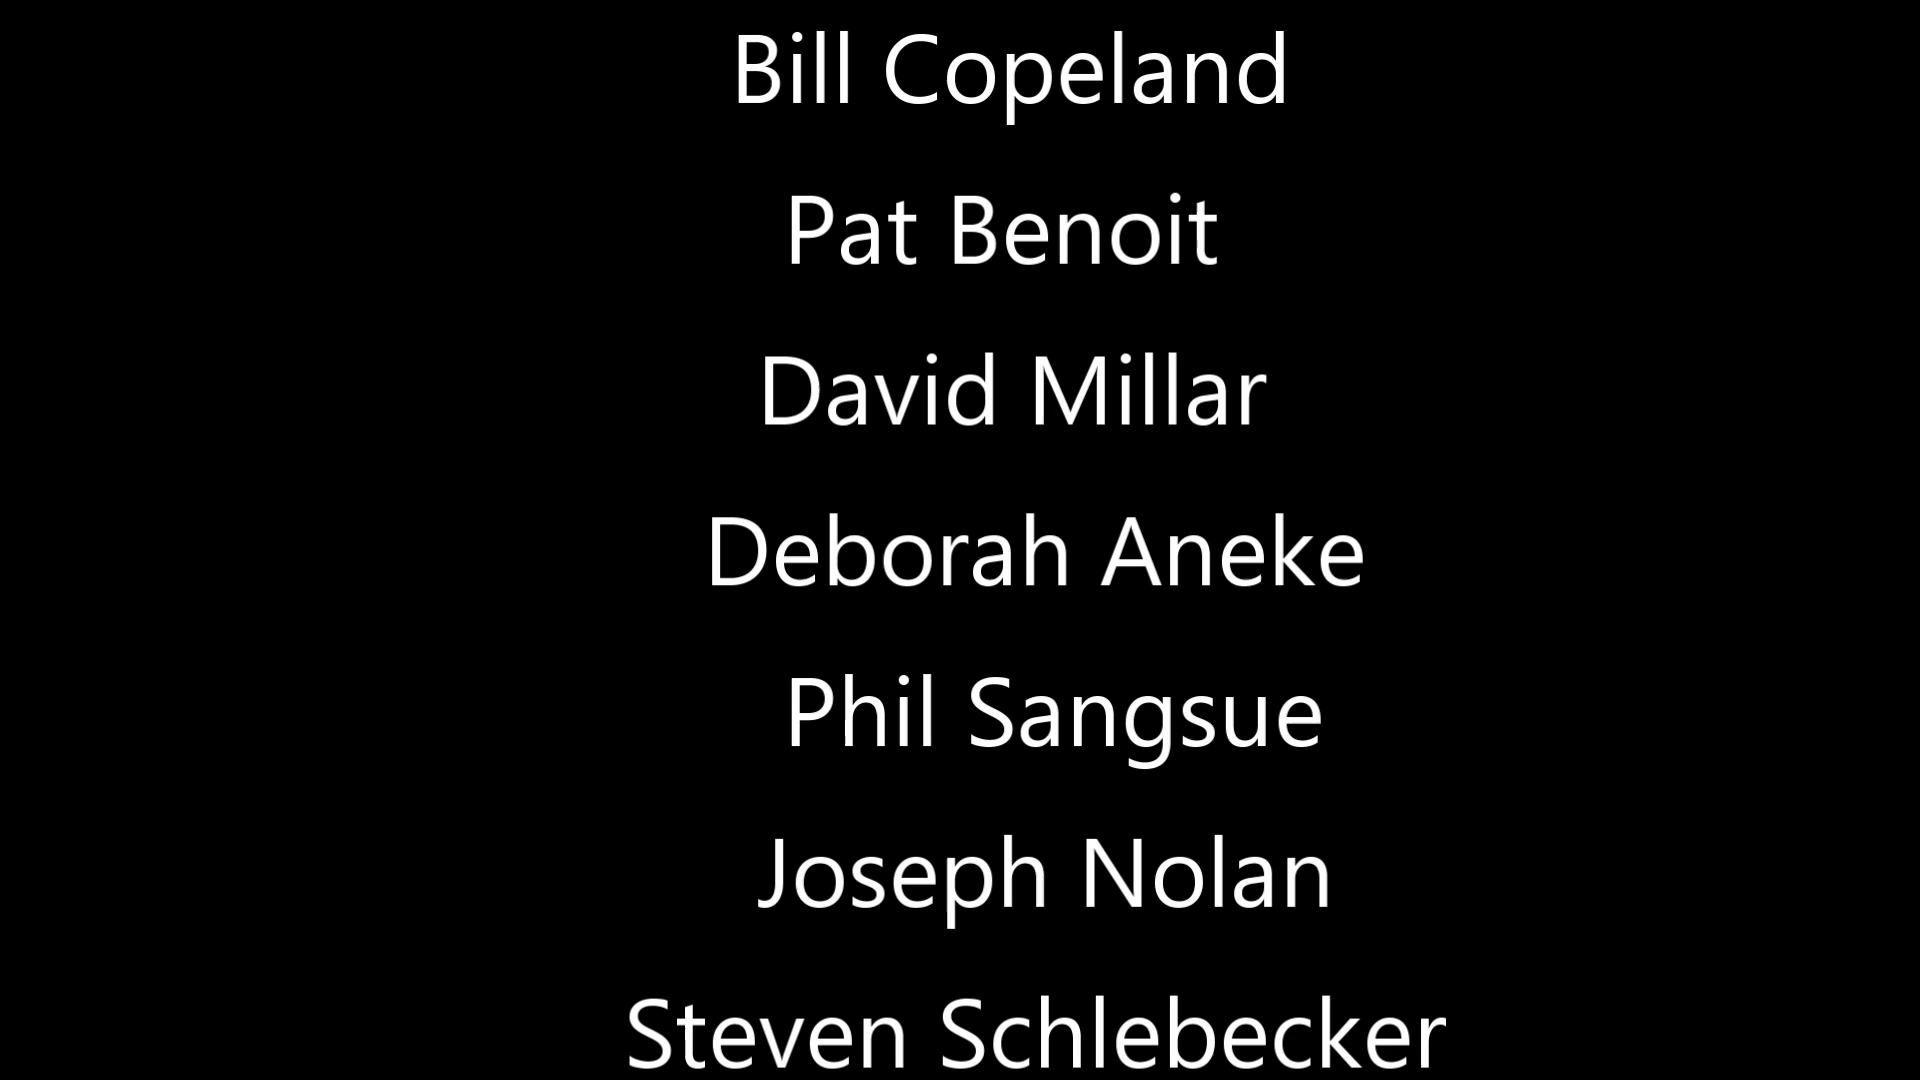 Bill Copeland
Pat Benoit
David Millar
Deborah Aneke
Phil Sangsue
Joseph Nolan
Steven Schlebecker